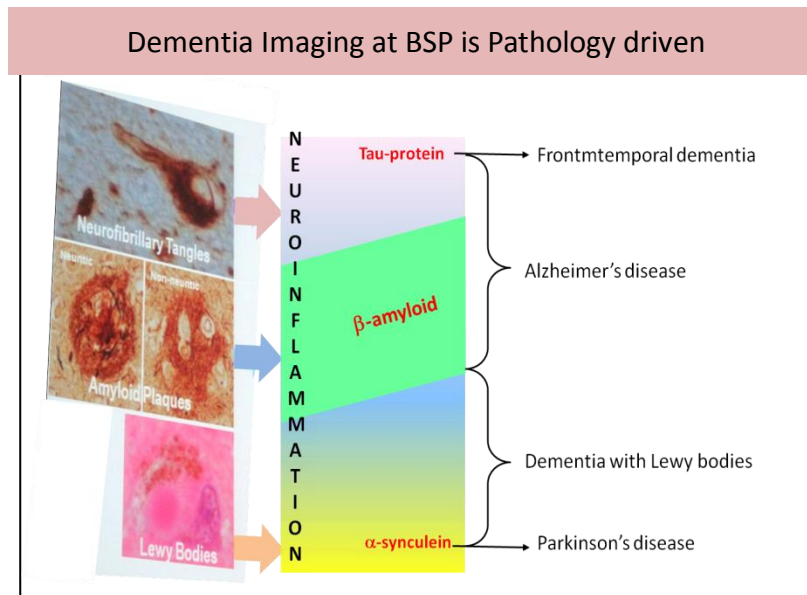 Dementia Imaging at BSP is Pathology driven
Neurofibrillary Tangles
Neuritic
Non-neuritic
Amyloid Plaques
Lewy Bodies
NEUROINFLAMMATION
Tau-protein
β-amyloid
α-synculein
Frontmtemporal dementia
Alzheimer's disease
Dementia with Lewy bodies
Parkinson's disease